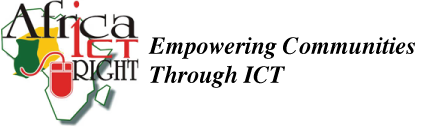 Africa
ICT
RIGHT
Empowering Communities
Through ICT